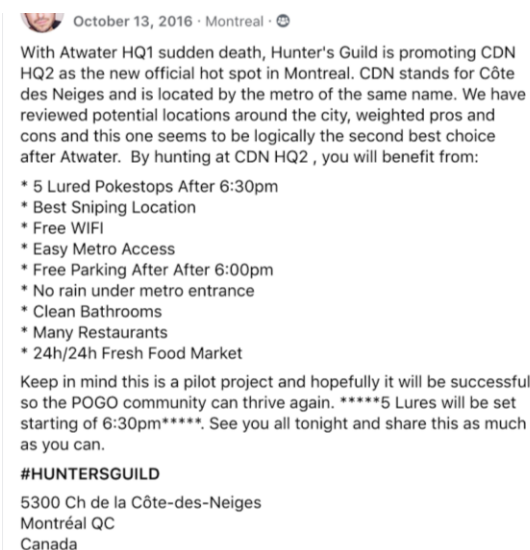 October 13, 2016 · Montreal ·
With Atwater HQ1 sudden death, Hunter's Guild is promoting CDN
HQ2 as the new official hot spot in Montreal. CDN stands for Côte
des Neiges and is located by the metro of the same name. We have
reviewed potential locations around the city, weighted pros and
cons and this one seems to be logically the second best choice
after Atwater.  By hunting at CDN HQ2 , you will benefit from:
* 5 Lured Pokestops After 6:30pm
* Best Sniping Location
* Free WIFI
* Easy Metro Access
* Free Parking After After 6:00pm
* No rain under metro entrance
* Clean Bathrooms
* Many Restaurants
* 24h/24h Fresh Food Market
Keep in mind this is a pilot project and hopefully it will be successful
so the POGO community can thrive again. *****5 Lures will be set
starting of 6:30pm*****. See you all tonight and share this as much
as you can.
#HUNTERSGUILD
5300 Ch de la Côte-des-Neiges
Montréal QC
Canada